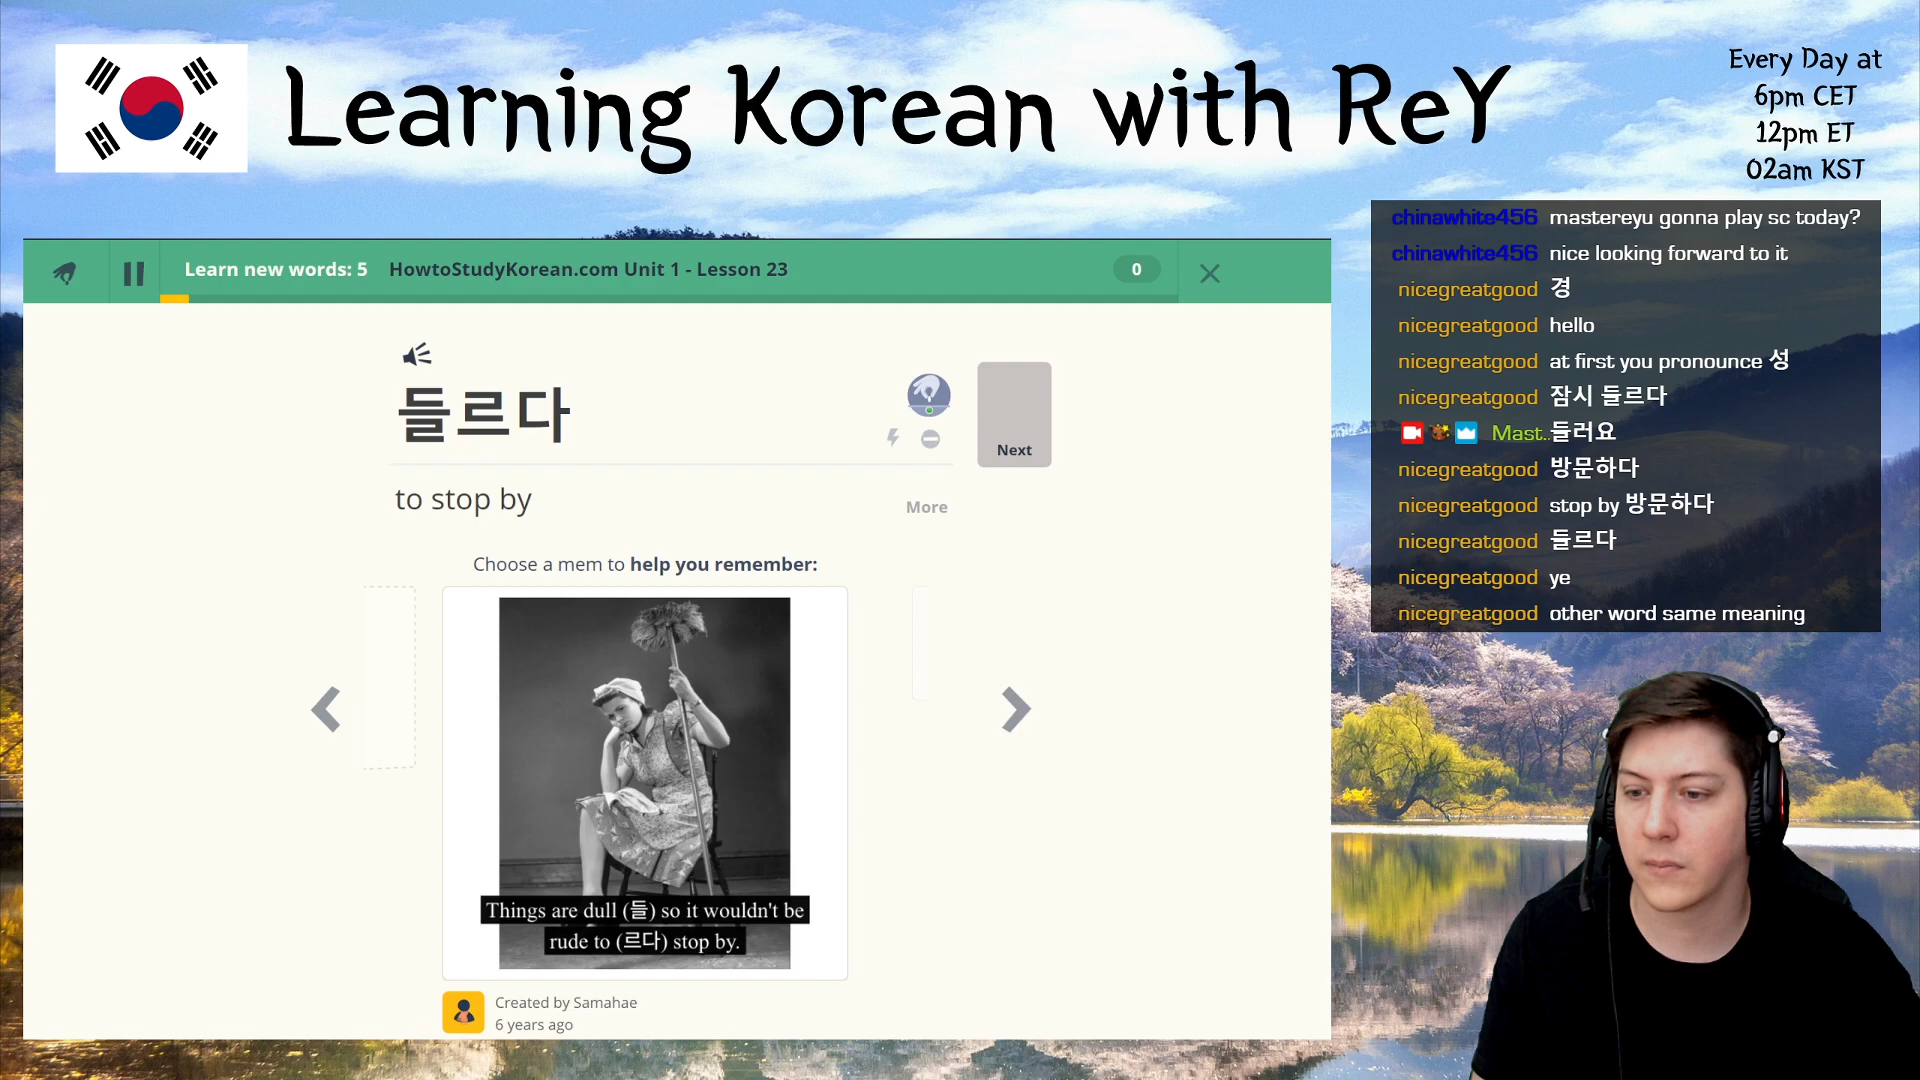 Learning Korean with ReY
Every Day at
6pm CET
12pm ET
02am KST
Learn new words: 5 HowtoStudyKorean.com Unit 1 - Lesson 23
0
들르다
Next
to stop by
More
Choose a mem to help you remember:
Things are dull (들) so it wouldn't be
rude to (르다) stop by.
Created by Samahae
6 years ago
chinawhite456 mastereyu gonna play sc today?
chinawhite456 nice looking forward to it
nicegreatgood 경
nicegreatgood hello
nicegreatgood at first you pronounce 성
nicegreatgood 잠시 들르다
Mast.. 들러요
nicegreatgood 방문하다
nicegreatgood stop by 방문하다
nicegreatgood 들르다
nicegreatgood ye
nicegreatgood other word same meaning